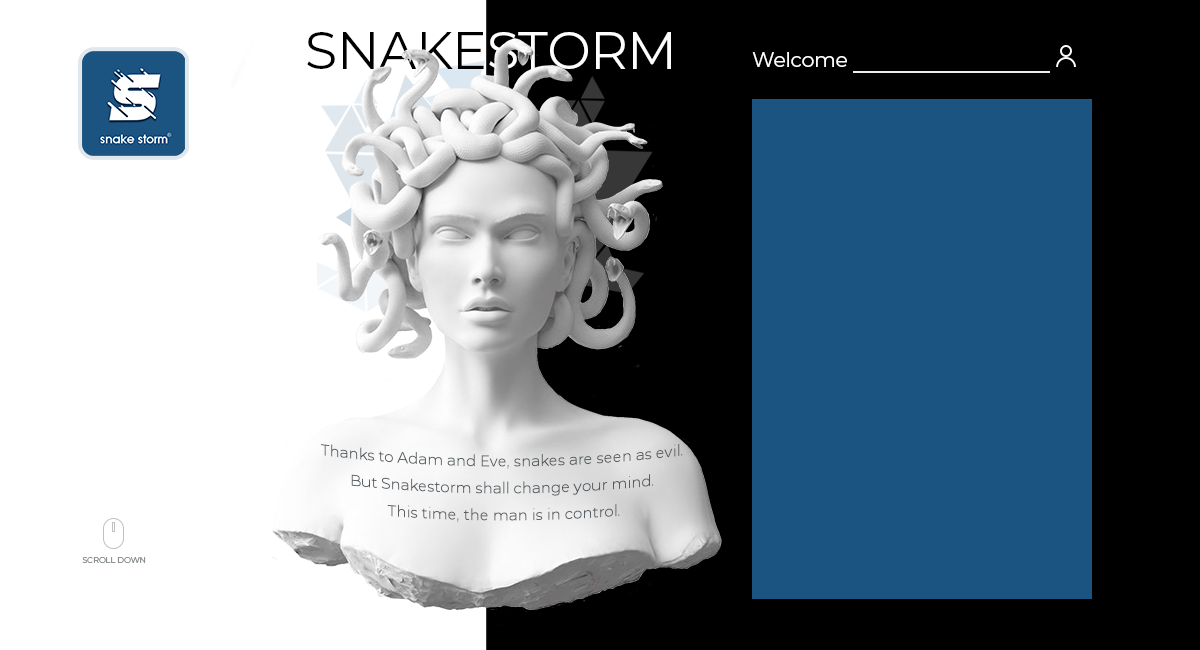 SNAKESTORM
Welcome
snake storm®
Thanks to Adam and Eve, snakes are seen as evil.
But Snakestorm shall change your mind.
This time, the man is in control.
SCROLL DOWN